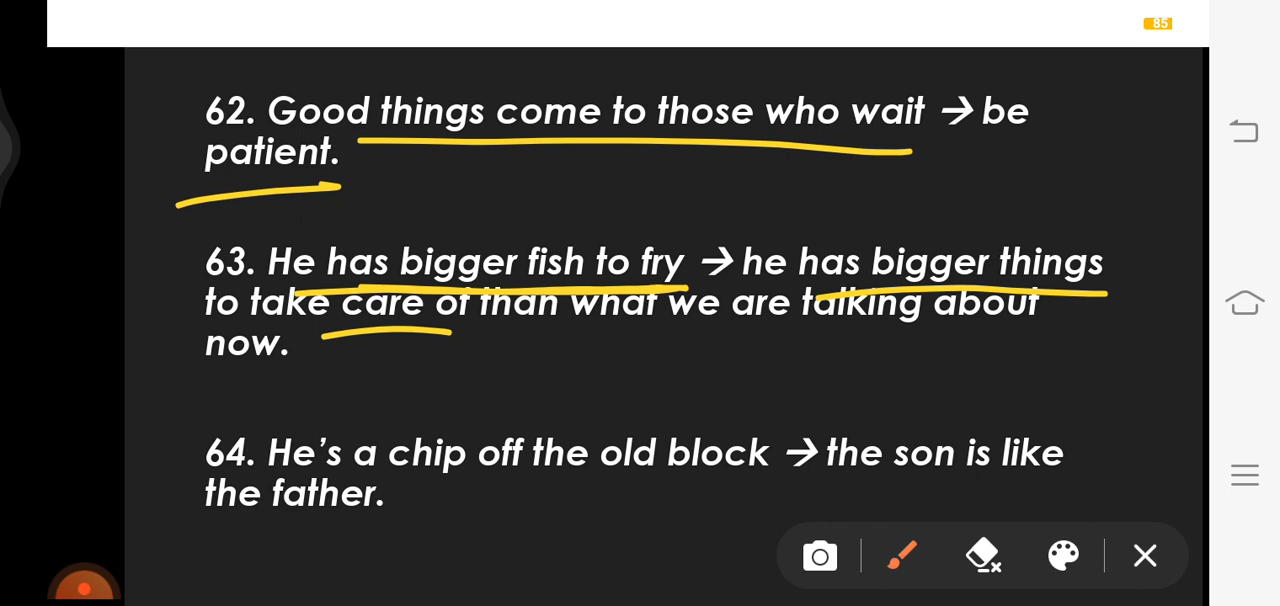 85
62. Good things come to those who wait → be
patient.
63. He has bigger fish to fry → he has bigger things
to take care of than what we are talking about
now.
64. He’s a chip off the old block → the son is like
the father.